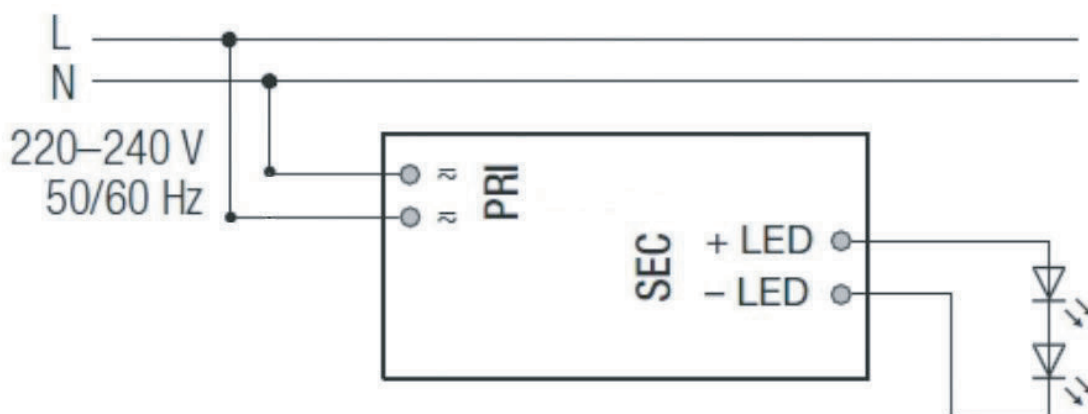 L
N
220–240 V
50/60 Hz
≈ PRI
≈
SEC
+ LED
– LED